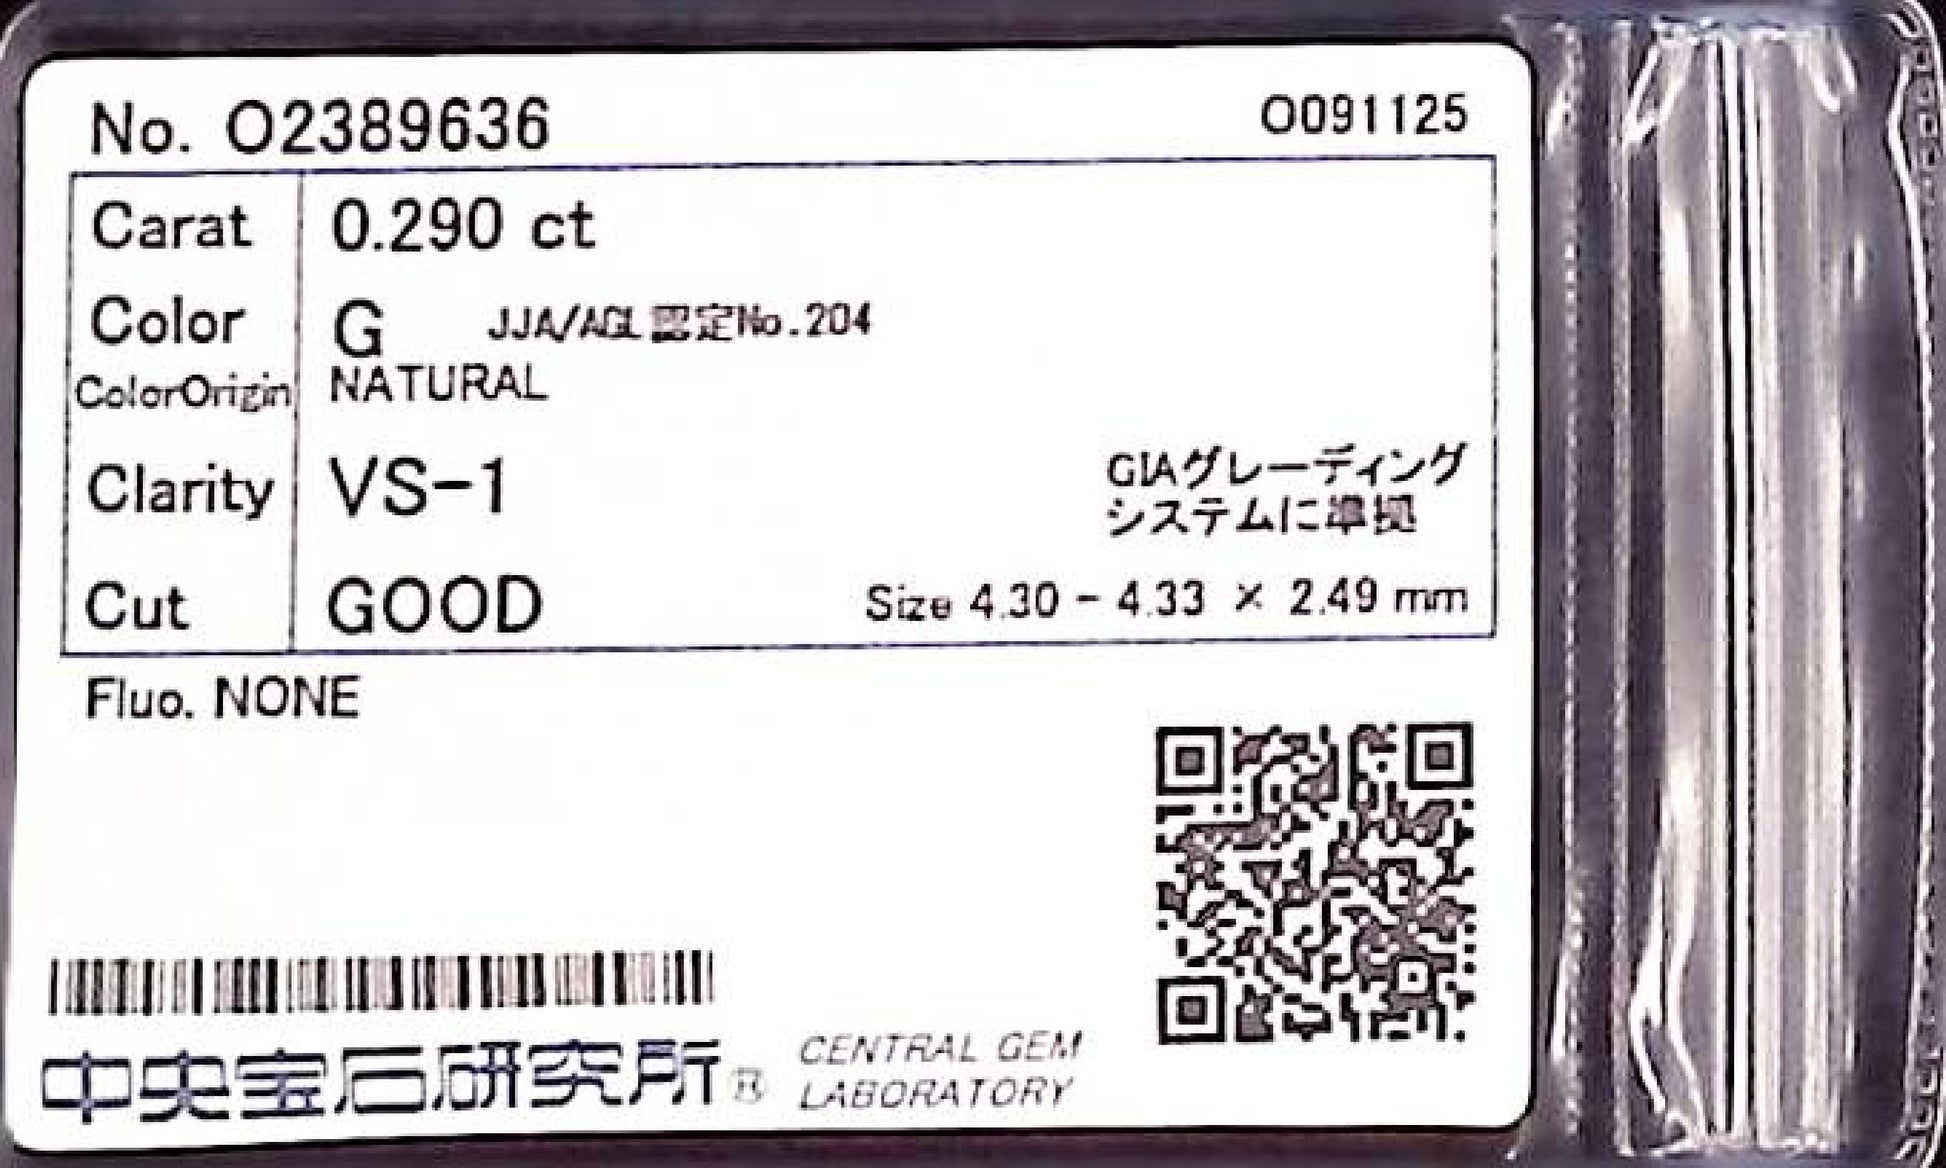 No. O2389636
O091125
Carat 0.290 ct
Color G JJA/AGL認定No.204
ColorOrigin NATURAL
Clarity VS-1
GIAグレーディング
システムに準拠
Cut GOOD Size 4.30 - 4.33 × 2.49 mm
Fluo. NONE
中央宝石研究所® CENTRAL GEM
LABORATORY